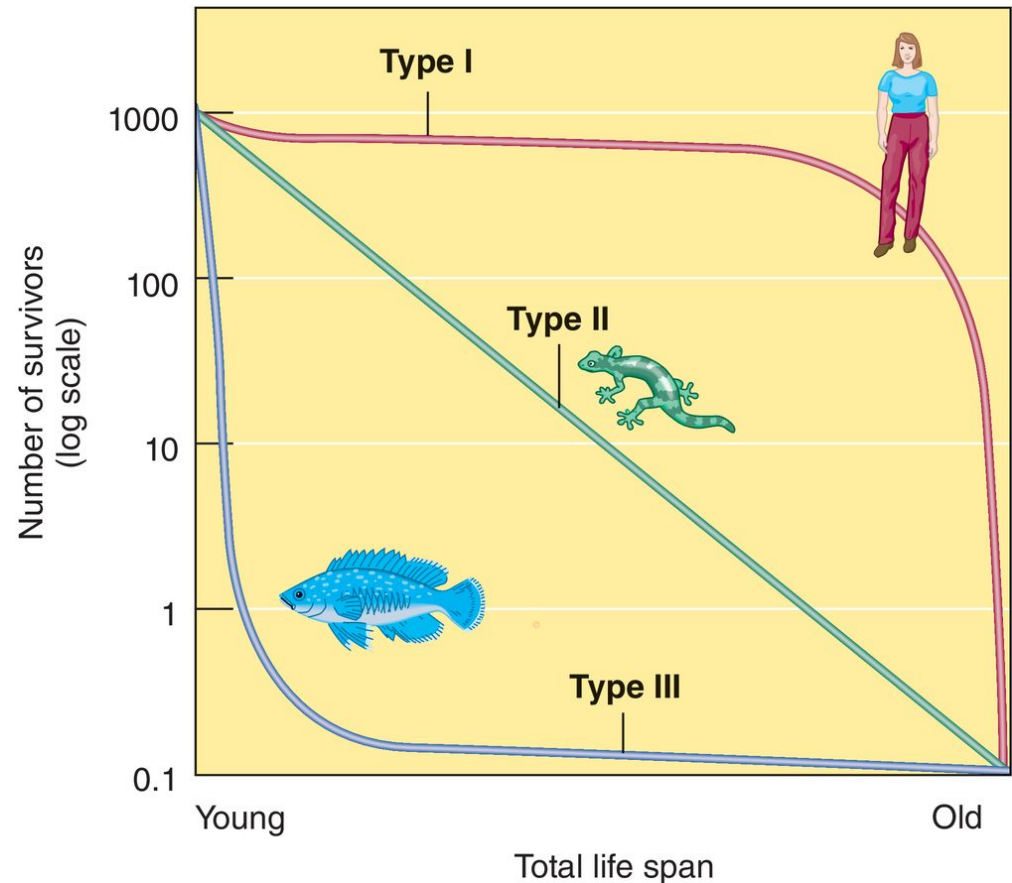 Type I
1000
100
Type II
10
1
Type III
0.1
Number of survivors
(log scale)
Young
Old
Total life span